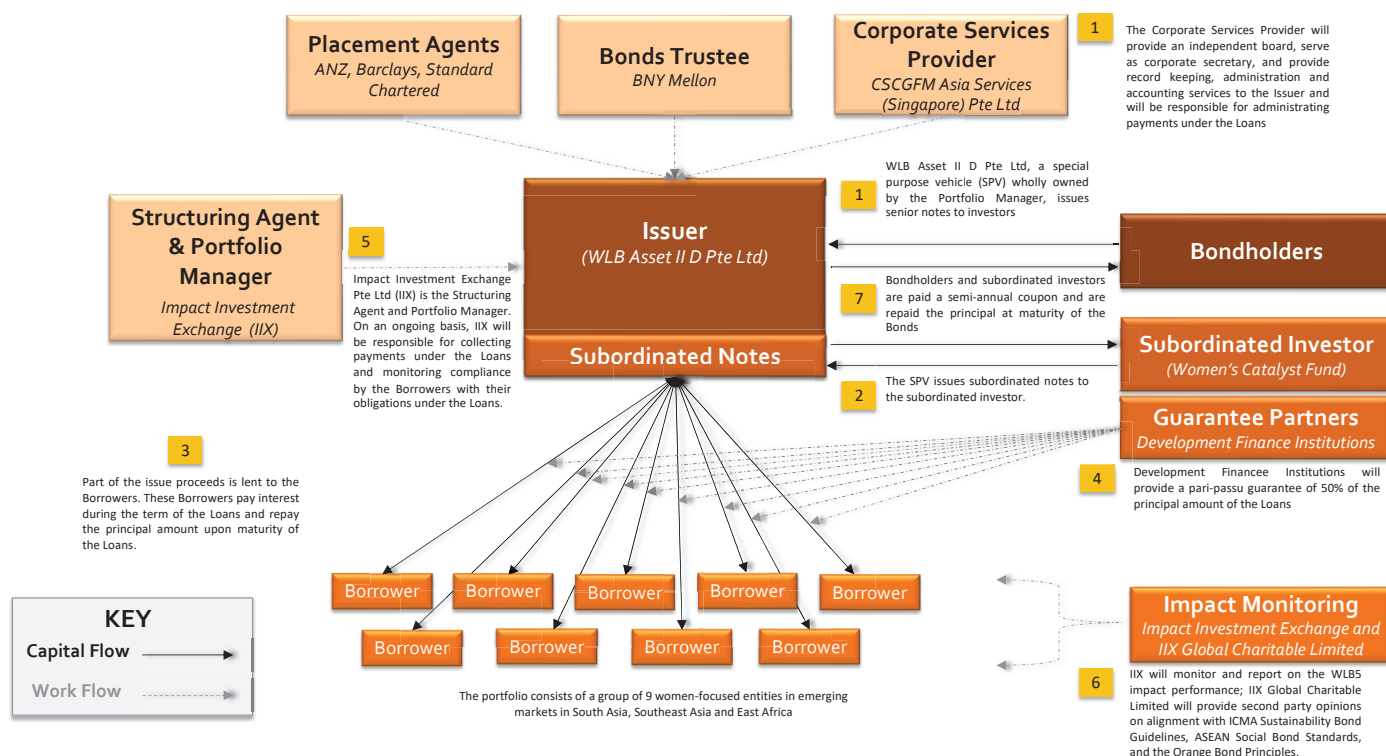 Placement Agents
ANZ, Barclays, Standard
Chartered
Bonds Trustee
BNY Mellon
Corporate Services
Provider
CSCGFM Asia Services
(Singapore) Pte Ltd
1
The Corporate Services Provider will
provide an independent board, serve
as corporate secretary, and provide
record keeping, administration and
accounting services to the Issuer and
will be responsible for administrating
payments under the Loans
Structuring Agent
& Portfolio
Manager
Impact Investment
Exchange (IIX)
5
Impact Investment Exchange
Pte Ltd (IIX) is the Structuring
Agent and Portfolio Manager.
On an ongoing basis, IIX will
be responsible for collecting
payments under the Loans
and monitoring compliance
by the Borrowers with their
obligations under the Loans.
Issuer
(WLB Asset II D Pte Ltd)
Subordinated Notes
1
WLB Asset II D Pte Ltd, a special
purpose vehicle (SPV) wholly owned
by the Portfolio Manager, issues
senior notes to investors
Bondholders
7
Bondholders and subordinated investors
are paid a semi-annual coupon and are
repaid the principal at maturity of the
Bonds
Subordinated Investor
(Women's Catalyst Fund)
2
The SPV issues subordinated notes to
the subordinated investor.
Guarantee Partners
Development Finance Institutions
4
Development Financee Institutions will
provide a pari-passu guarantee of 50% of the
principal amount of the Loans
3
Part of the issue proceeds is lent to the
Borrowers. These Borrowers pay interest
during the term of the Loans and repay
the principal amount upon maturity of
the Loans.
Borrower
Borrower
Borrower
Borrower
Borrower
Borrower
Borrower
Borrower
Borrower
The portfolio consists of a group of 9 women-focused entities in emerging
markets in South Asia, Southeast Asia and East Africa
KEY
Capital Flow
Work Flow
Impact Monitoring
Impact Investment Exchange and
IIX Global Charitable Limited
6
IIX will monitor and report on the WLB5
impact performance; IIX Global Charitable
Limited will provide second party opinions
on alignment with ICMA Sustainability Bond
Guidelines, ASEAN Social Bond Standards,
and the Orange Bond Principles.